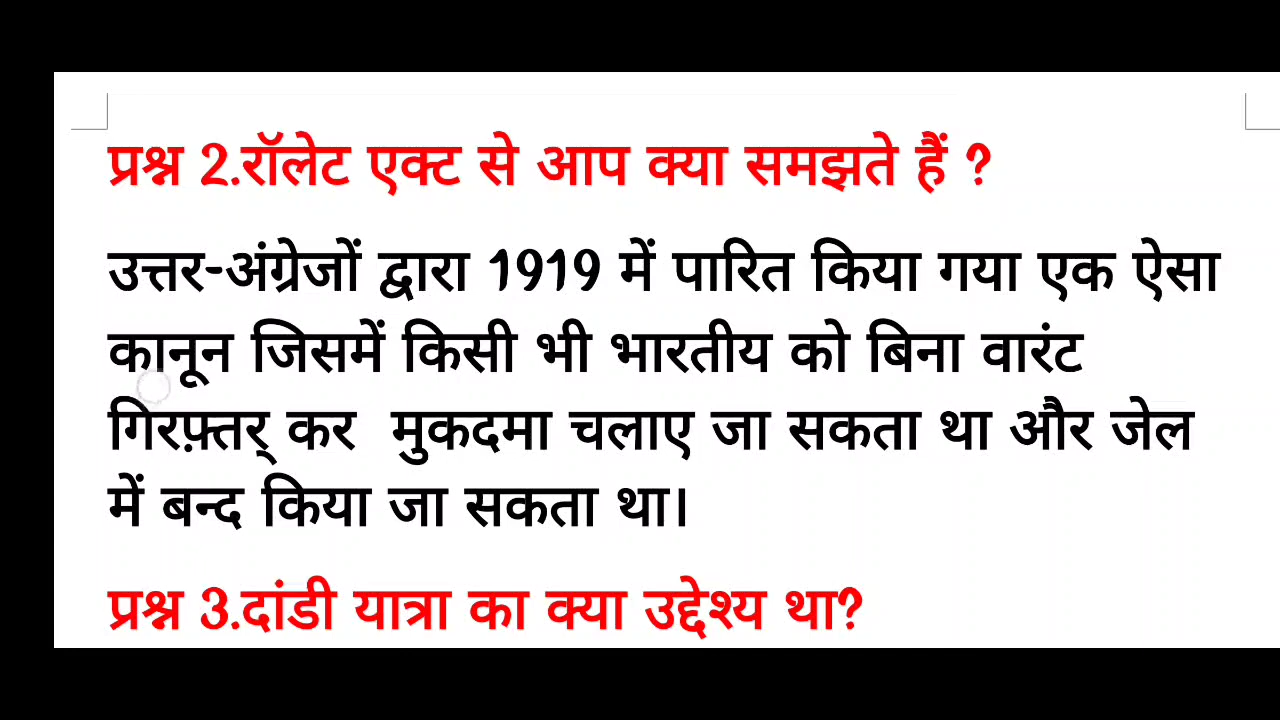 प्रश्न 2.रॉलेट एक्ट से आप क्या समझते हैं ?
उत्तर-अंग्रेजों द्वारा 1919 में पारित किया गया एक ऐसा
कानून जिसमें किसी भी भारतीय को बिना वारंट
गिरफ़्तर् कर मुकदमा चलाए जा सकता था और जेल
में बन्द किया जा सकता था।
प्रश्न 3.दांडी यात्रा का क्या उद्देश्य था?